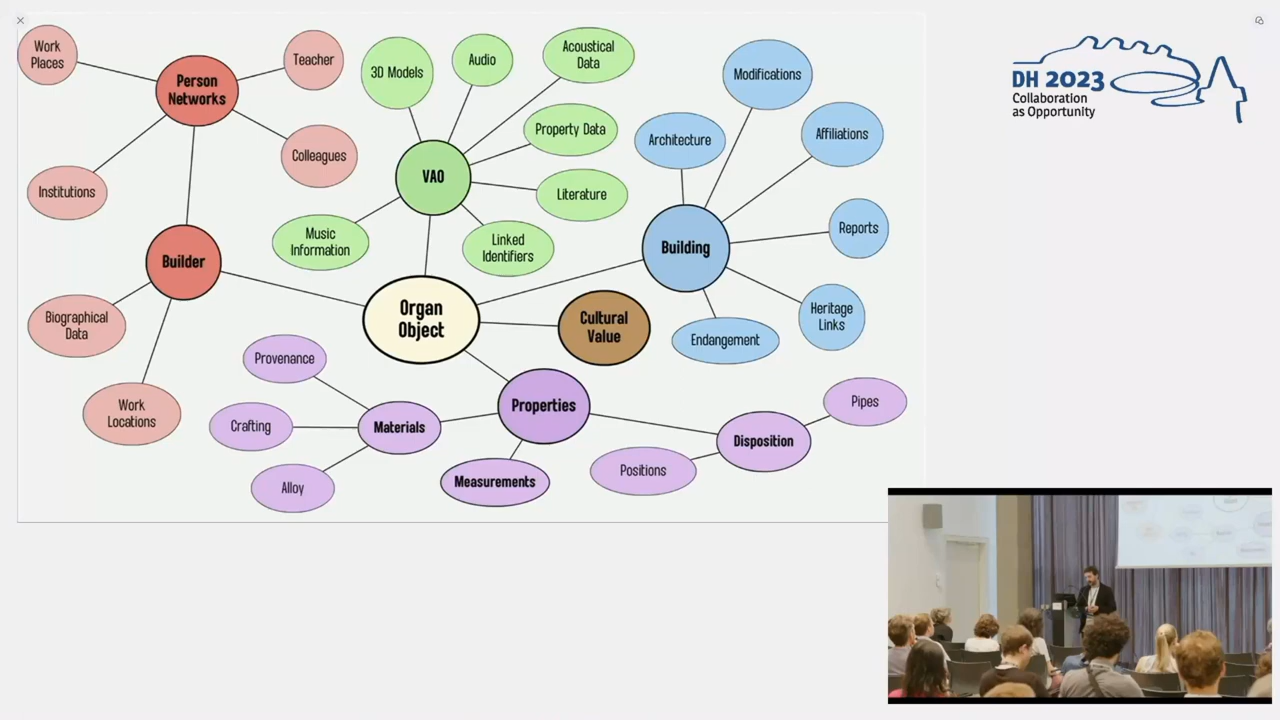 Work
Places
Person
Networks
Teacher
Colleagues
Institutions
Builder
Biographical
Data
Work
Locations
3D Models
Audio
Acoustical
Data
Property Data
VAO
Literature
Music
Information
Linked
Identifiers
Organ
Object
Cultural
Value
Modifications
Architecture
Affiliations
Building
Reports
Heritage
Links
Endangement
Properties
Provenance
Crafting
Materials
Alloy
Measurements
Positions
Disposition
Pipes
DH 2023
Collaboration
as Opportunity